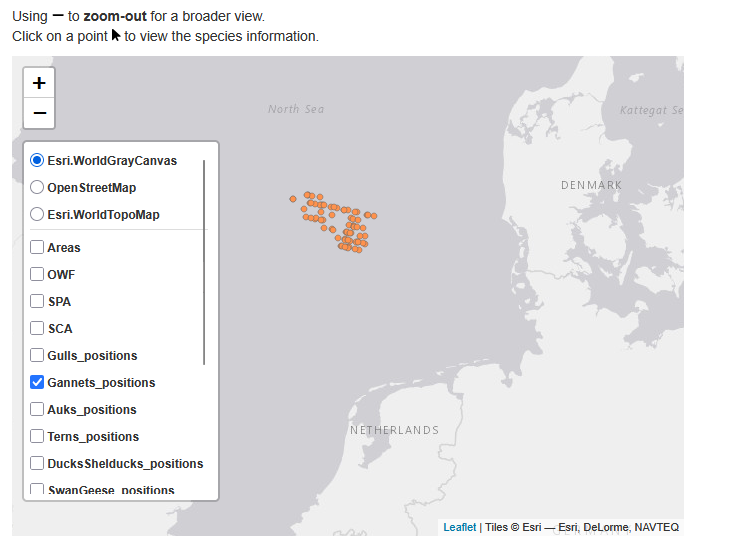 Using — to zoom-out for a broader view.
Click on a point to view the species information.
+
−
North Sea
Kattegat Se
DENMARK
NETHERLANDS
Esri.WorldGrayCanvas
OpenStreetMap
Esri.WorldTopoMap
Areas
OWF
SPA
SCA
Gulls_positions
Gannets_positions
Auks_positions
Terns_positions
DucksShelducks_positions
SwanGeese_positions
Leaflet | Tiles © Esri — Esri, DeLorme, NAVTEQ